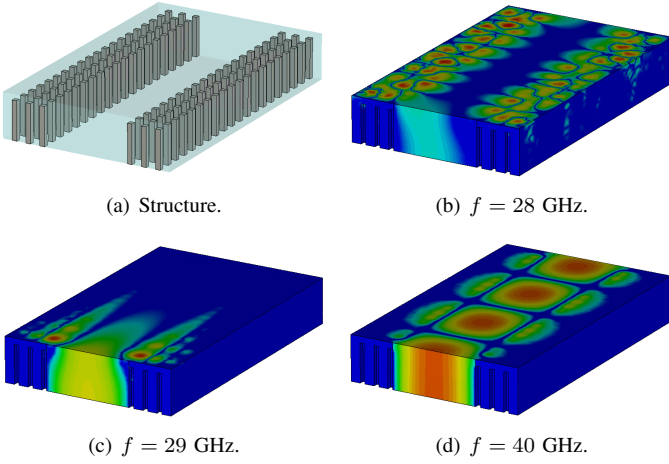 (a) Structure.
(b) f = 28 GHz.
(c) f = 29 GHz.
(d) f = 40 GHz.